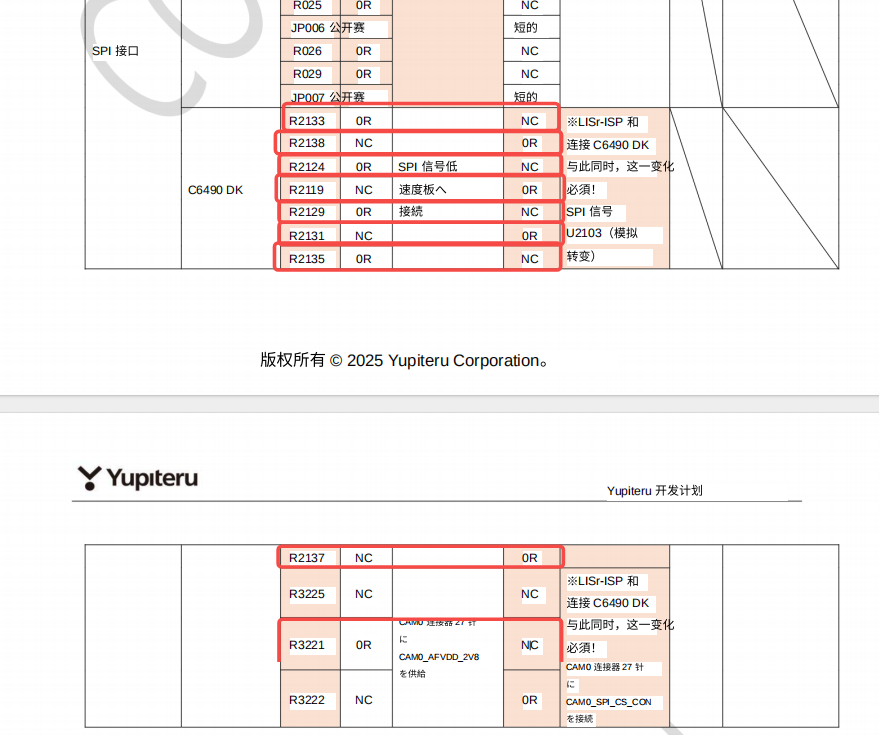 R025 NC
JP006 公开赛 短的
SPI 接口 R026 0R NC
R029 0R NC
JP007 公开赛 短的
R2133 0R NC ※LISr-ISP 和
R2138 NC 0R 连接 C6490 DK
R2124 0R SPI 信号低 NC 与此同时，这一变化
C6490 DK R2119 NC 速度板へ 0R 必須！
R2129 0R 接続 NC SPI 信号
R2131 NC 0R U2103（模拟
R2135 0R NC 转变）
版权所有 © 2025 Yupiteru Corporation。
Yupiteru
Yupiteru 开发计划
R2137 NC 0R
※LISr-ISP 和
R3225 NC NC
连接 C6490 DK
CAM0 连接器 27 针 与此同时，这一变化
に
R3221 0R NC 必須！
CAM0_AFVDD_2V8 CAM0 连接器 27 针
を供給 に
R3222 NC 0R CAM0_SPI_CS_CON
を接続